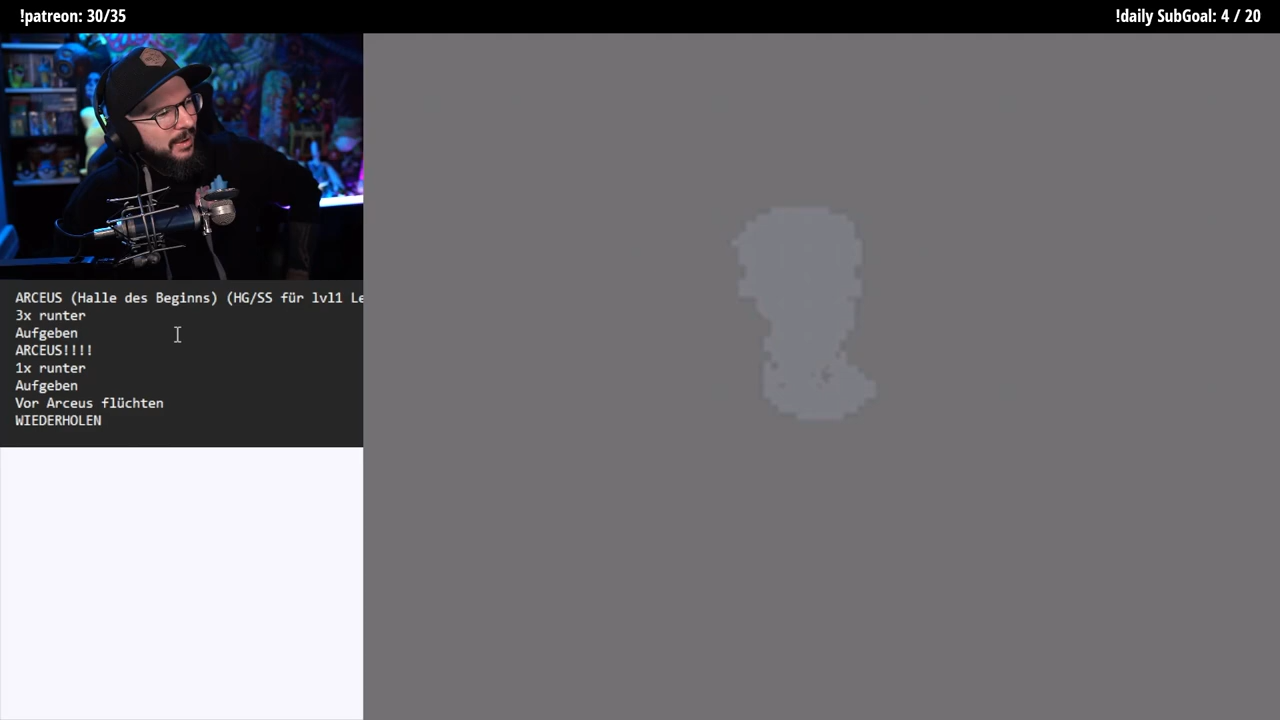 !patreon: 30/35
!daily SubGoal: 4 / 20
ARCEUS (Halle des Beginns) (HG/SS für lvl1 Le
3x runter
Aufgeben
ARCEUS!!!!
1x runter
Aufgeben
Vor Arceus flüchten
WIEDERHOLEN